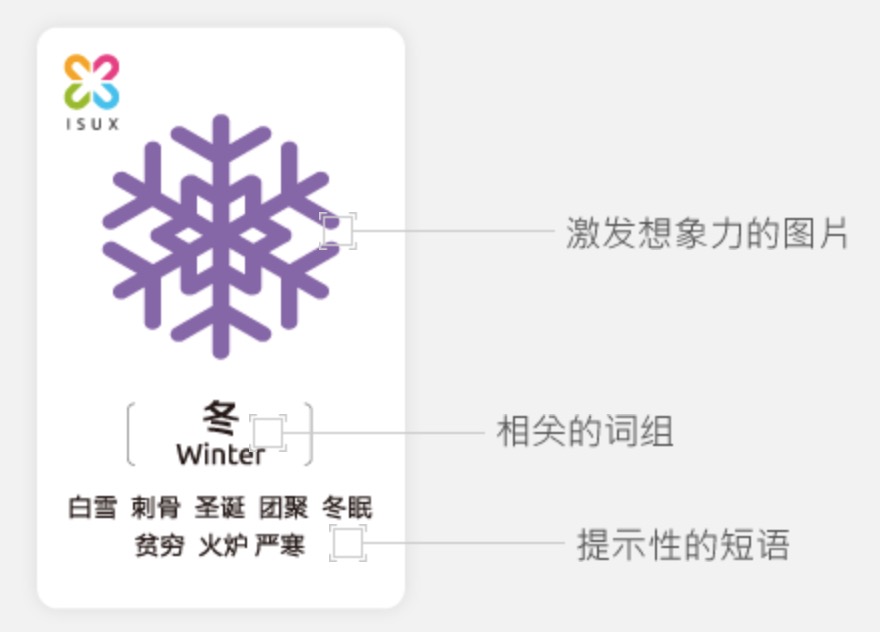 ISUX
激发想象力的图片
冬
Winter
相关的词组
白雪 刺骨 圣诞 团聚 冬眠
贫穷 火炉 严寒
提示性的短语